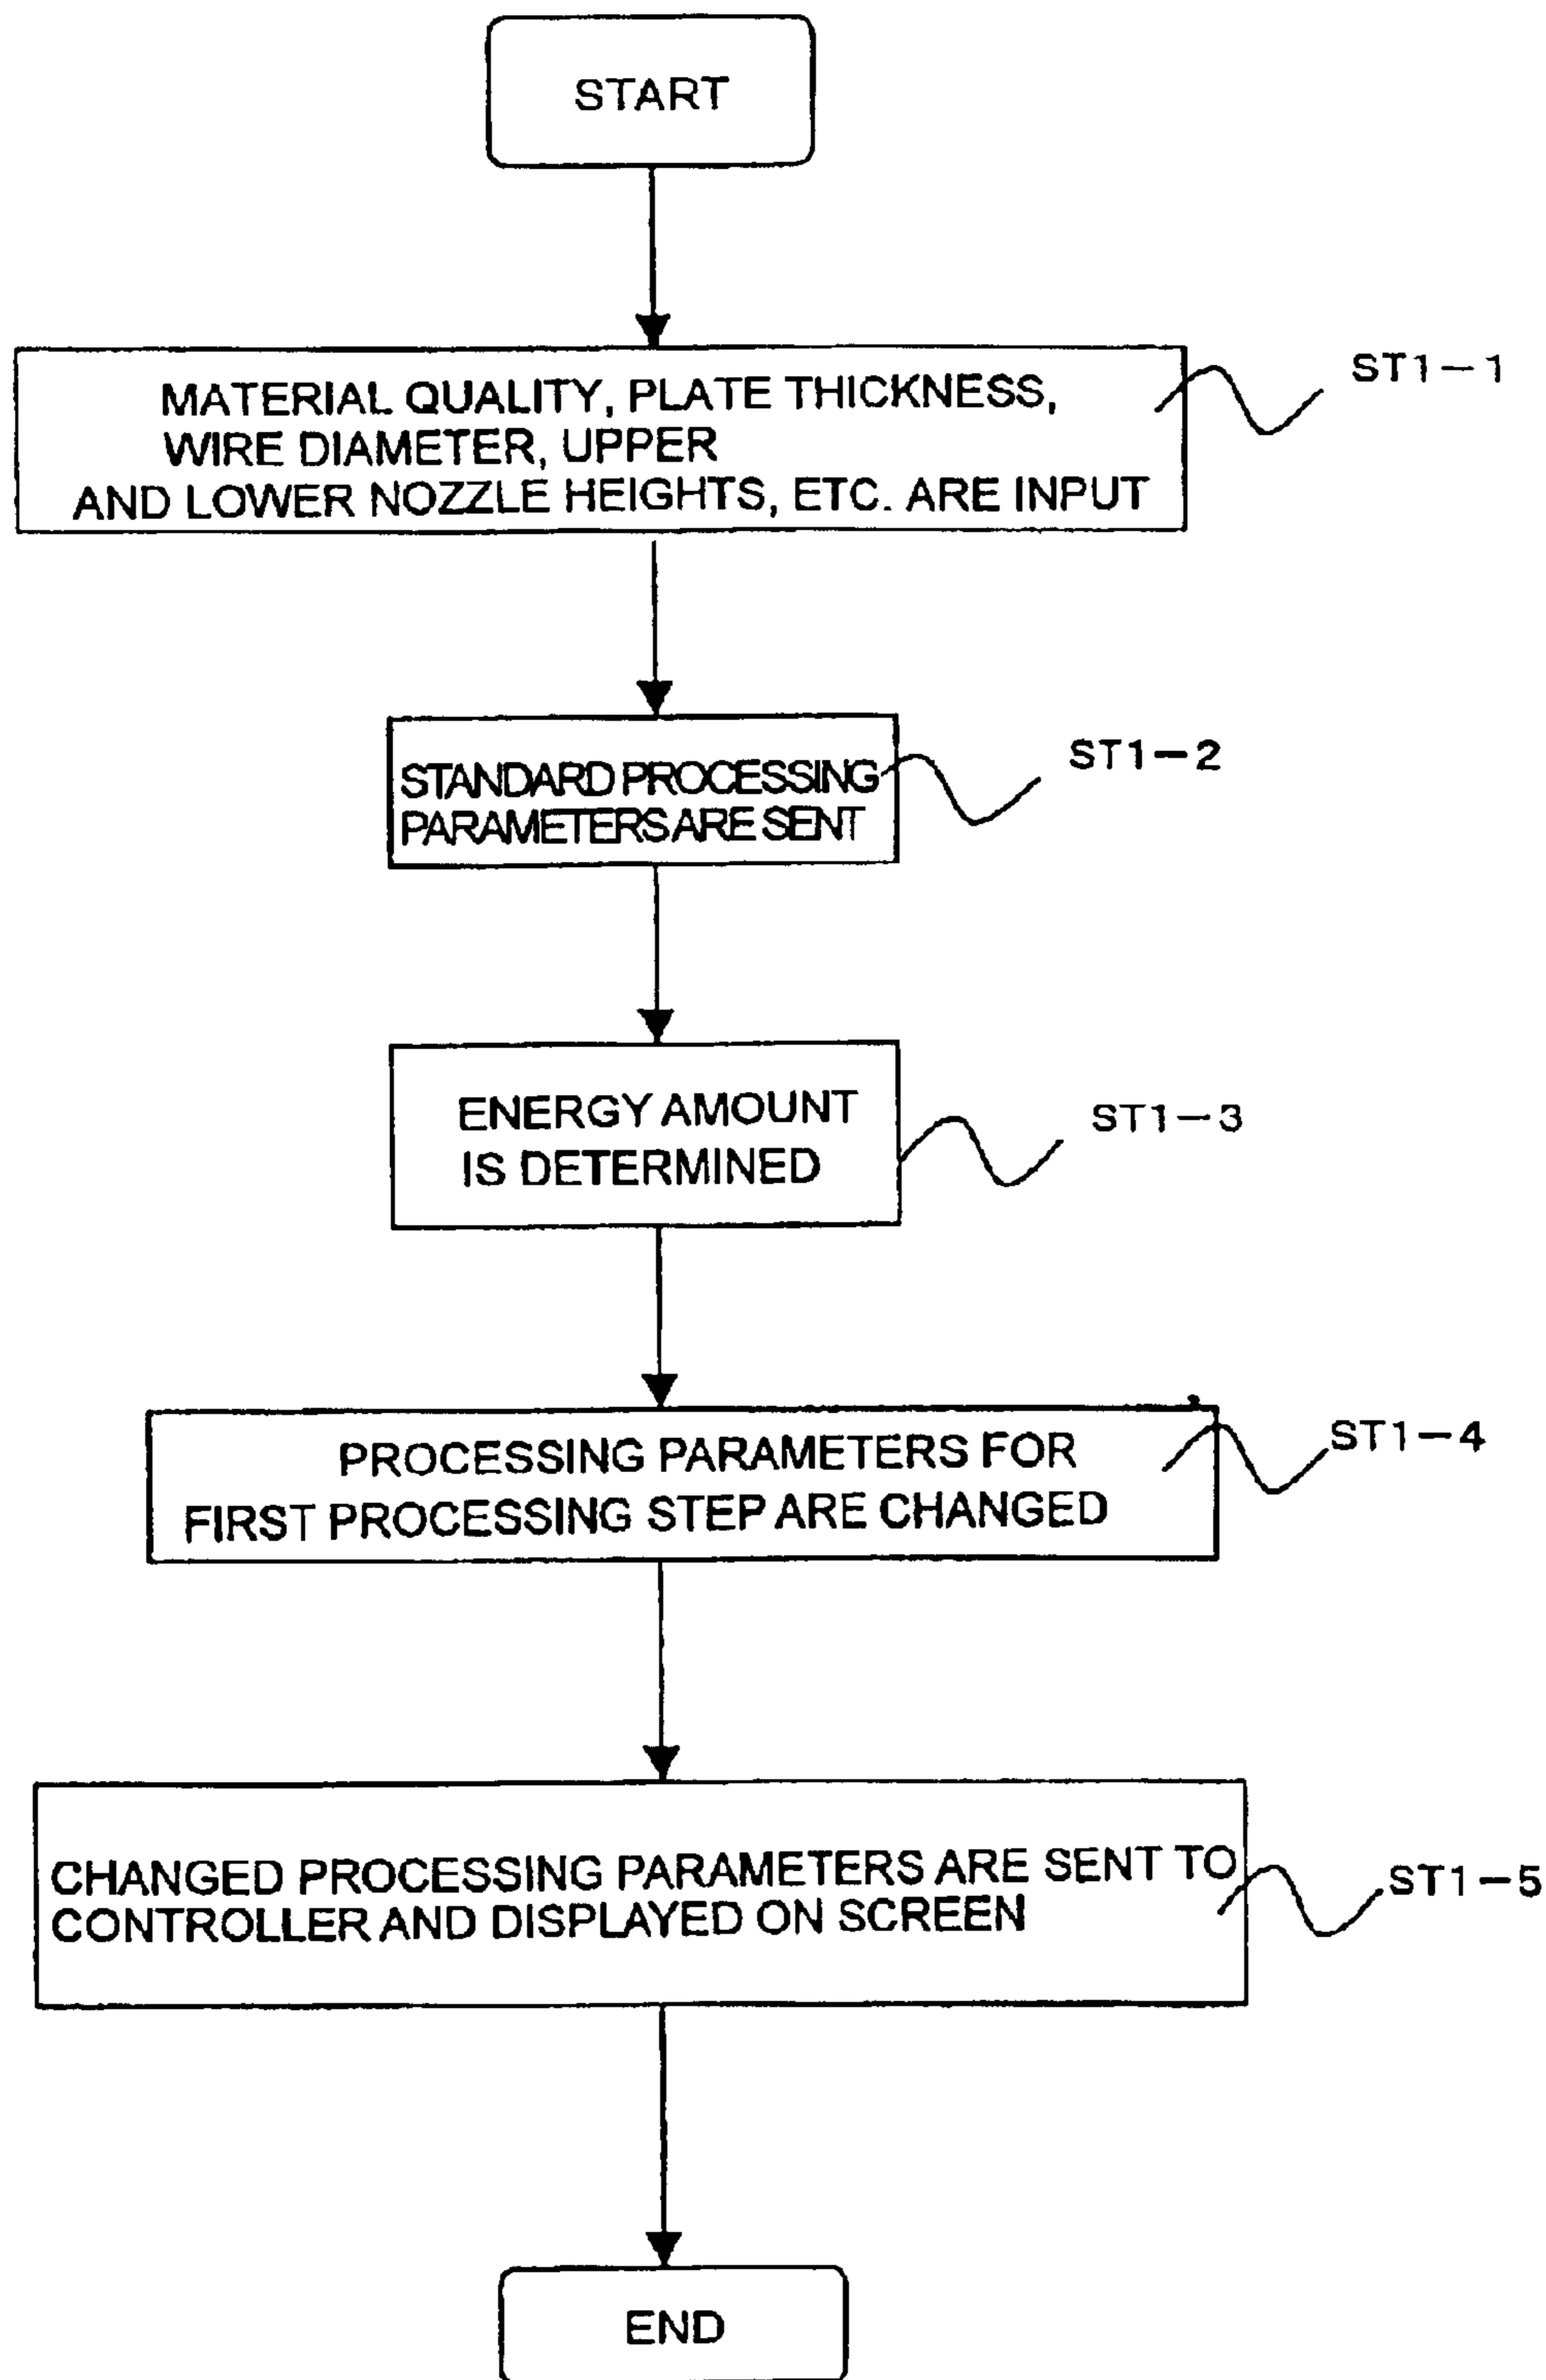 START
MATERIAL QUALITY, PLATE THICKNESS,
WIRE DIAMETER, UPPER
AND LOWER NOZZLE HEIGHTS, ETC. ARE INPUT
ST1-1
STANDARD PROCESSING
PARAMETERS ARE SENT
ST1-2
ENERGY AMOUNT
IS DETERMINED
ST1-3
PROCESSING PARAMETERS FOR
FIRST PROCESSING STEP ARE CHANGED
ST1-4
CHANGED PROCESSING PARAMETERS ARE SENT TO
CONTROLLER AND DISPLAYED ON SCREEN
ST1-5
END